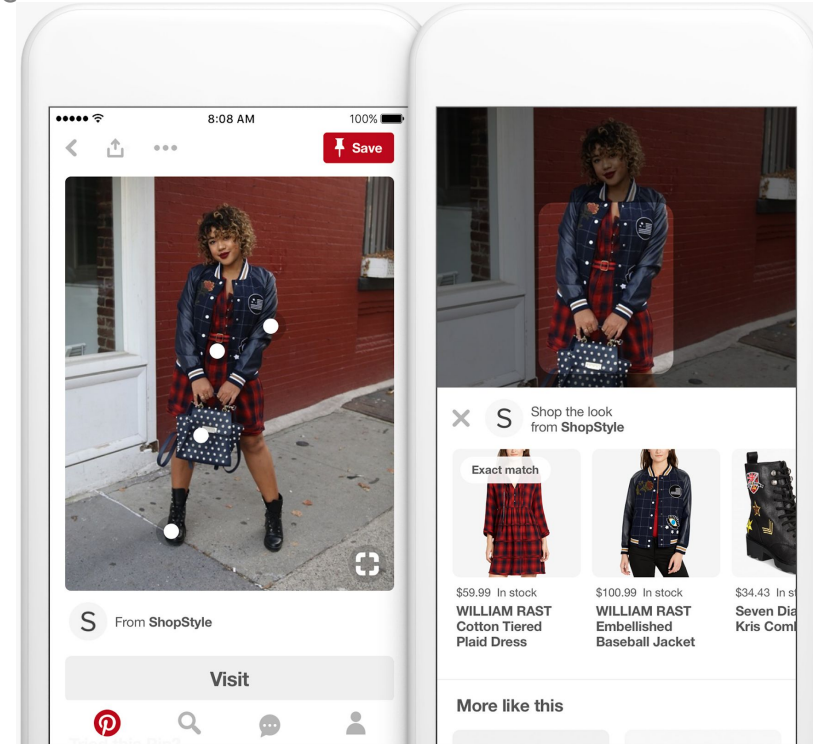 8:08 AM
100%
Save
From ShopStyle
Visit
S
Shop the look
from ShopStyle
Exact match
$59.99 In stock
WILLIAM RAST
Cotton Tiered
Plaid Dress
$100.99 In stock
WILLIAM RAST
Embellished
Baseball Jacket
$34.43
Seven
Kris
More like this